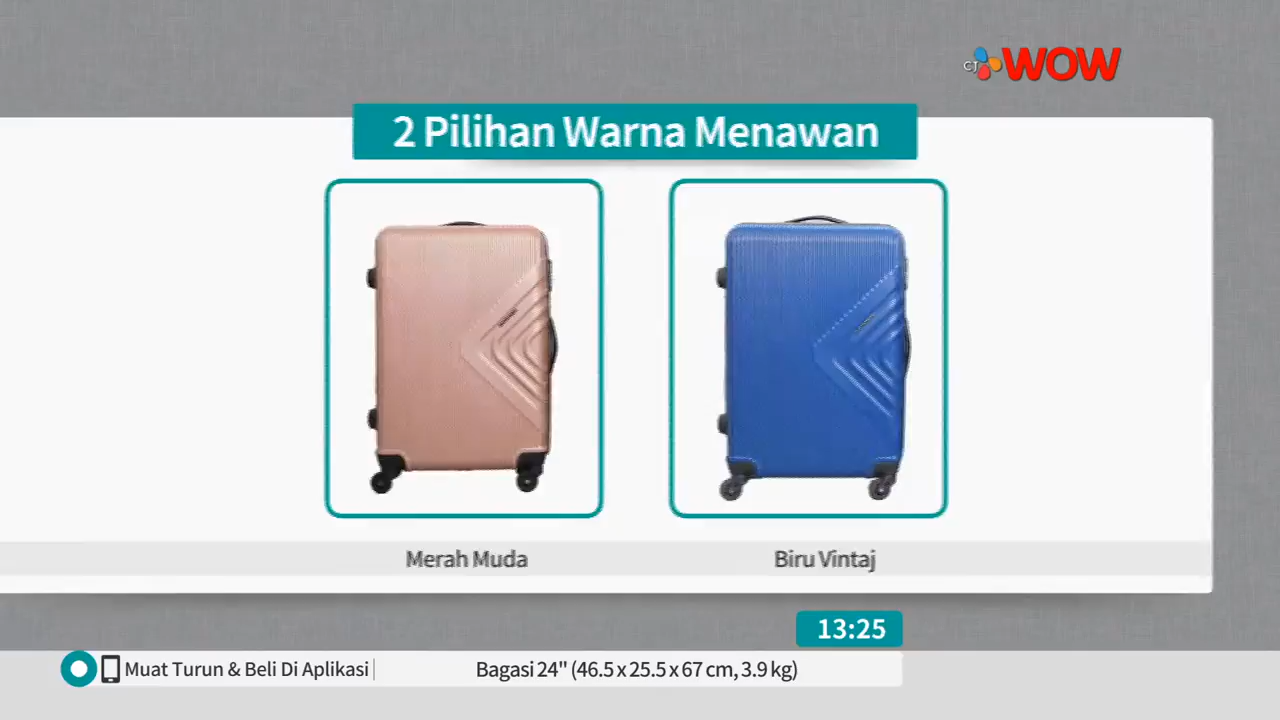 CJ WOW
2 Pilihan Warna Menawan
Merah Muda
Biru Vintaj
13:25
Muat Turun & Beli Di Aplikasi
Bagasi 24" (46.5 x 25.5 x 67 cm, 3.9 kg)